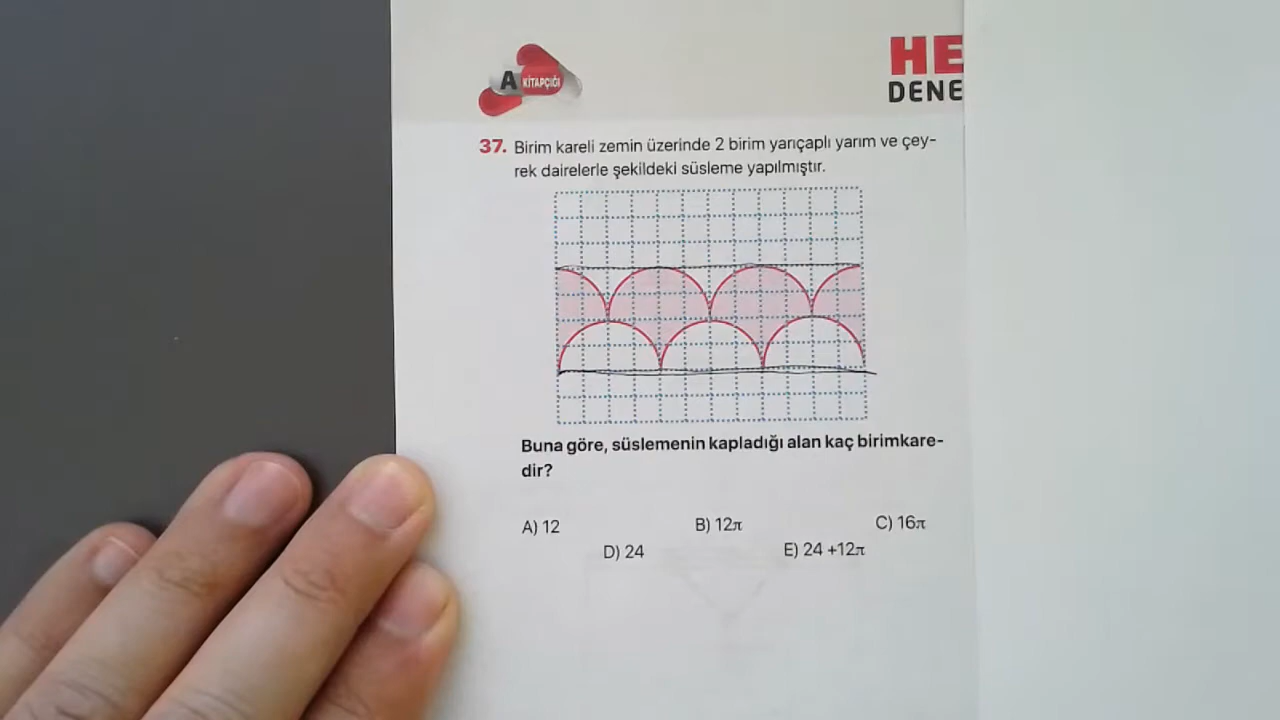 A KİTAPÇIĞI
HE
DENE
37. Birim kareli zemin üzerinde 2 birim yarıçaplı yarım ve çey-
rek dairelerle şekildeki süsleme yapılmıştır.
Buna göre, süslemenin kapladığı alan kaç birimkare-
dir?
A) 12 B) 12π C) 16π
D) 24 E) 24 +12π